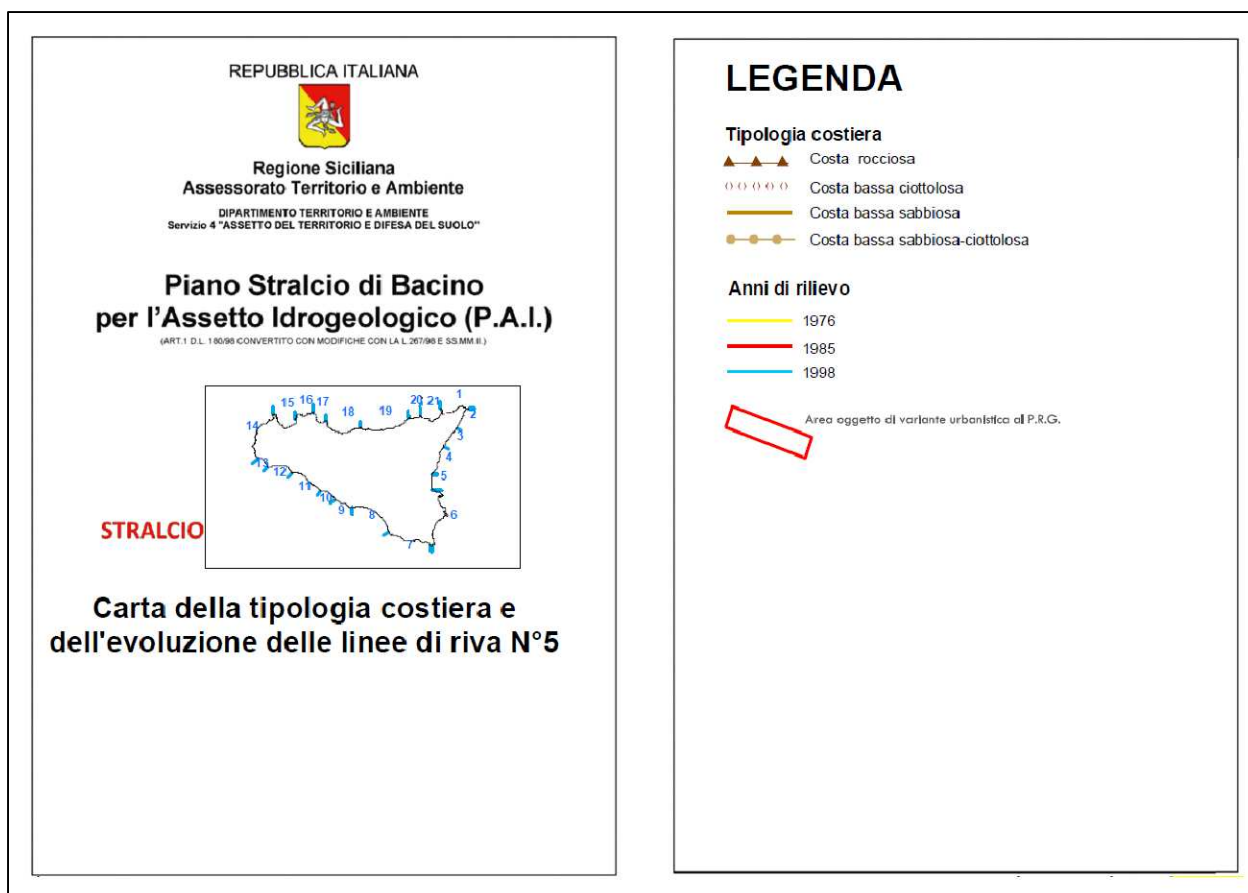 REPUBBLICA ITALIANA
Regione Siciliana
Assessorato Territorio e Ambiente
DIPARTIMENTO TERRITORIO E AMBIENTE
Servizio 4 "ASSETTO DEL TERRITORIO E DIFESA DEL SUOLO"
Piano Stralcio di Bacino
per l'Assetto Idrogeologico (P.A.I.)
(ART.1 D.L. 180/98 CONVERTITO CON MODIFICHE CON LA L.267/98 E SS.MM.II.)
1
2
3
4
5
6
7
8
9
10
11
12
13
14
15
16
17
18
19
20
21
STRALCIO
Carta della tipologia costiera e
dell'evoluzione delle linee di riva N°5
LEGENDA
Tipologia costiera
Costa rocciosa
Costa bassa ciottolosa
Costa bassa sabbiosa
Costa bassa sabbiosa-ciottolosa
Anni di rilievo
1976
1985
1998
Area oggetto di variante urbanistica al P.R.G.